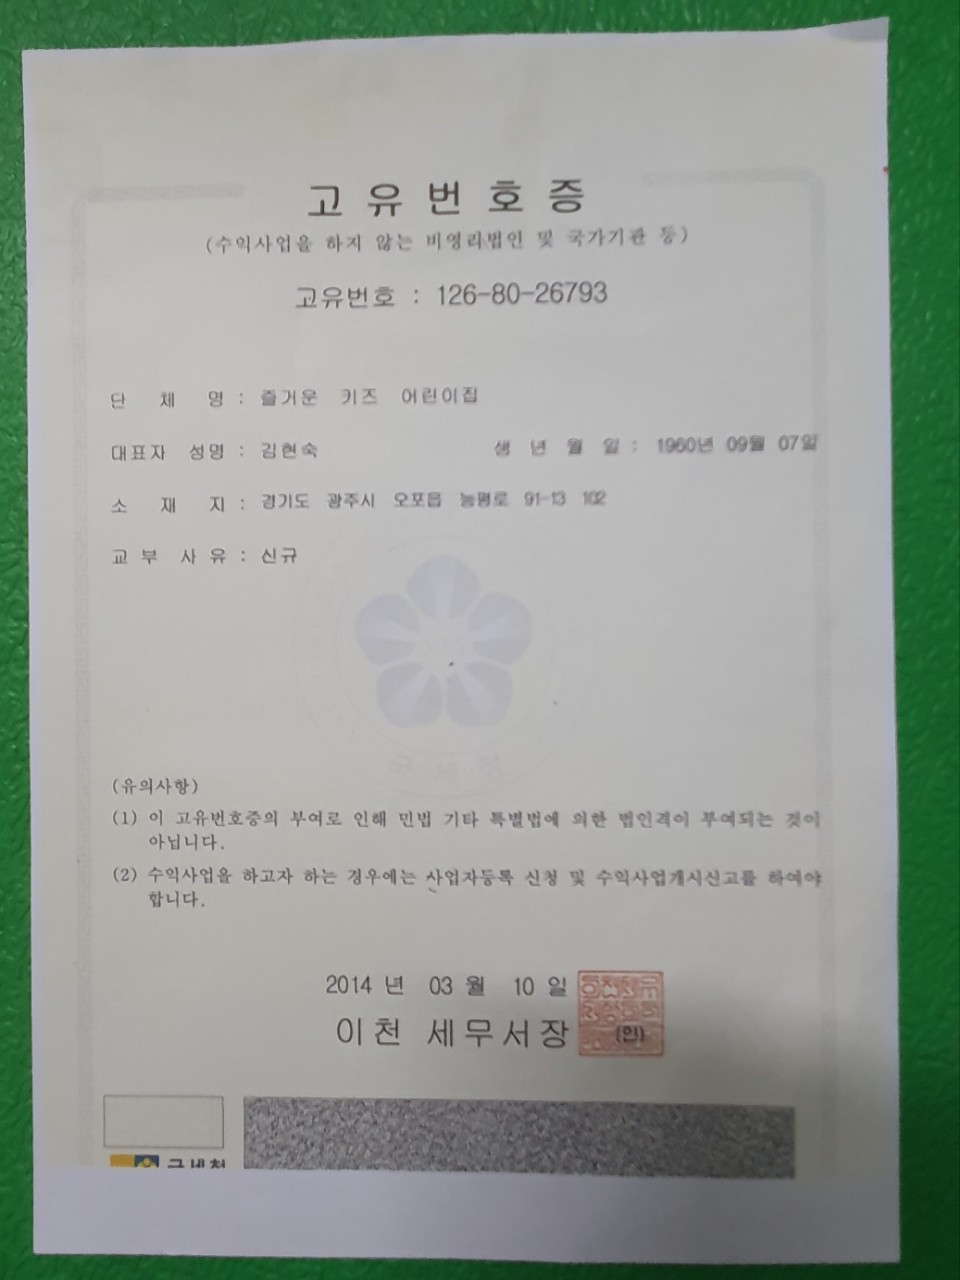 고유번호증
(수익사업을 하지 않는 비영리법인 및 국가기관 등)
고유번호 : 126-80-26793
단 체 명 : 즐거운 키즈 어린이집
대표자 성명 : 김현숙 생 년 월 일 : 1960년 09월 07일
소 재 지 : 경기도 광주시 오포읍 능평로 91-13 102
교 부 사 유 : 신규
국세청
(유의사항)
(1) 이 고유번호증의 부여로 인해 민법 기타 특별법에 의한 법인격이 부여되는 것이
아닙니다.
(2) 수익사업을 하고자 하는 경우에는 사업자등록 신청 및 수익사업개시신고를 하여야
합니다.
2014 년 03 월 10 일
이천 세무서장 (인)
국세청